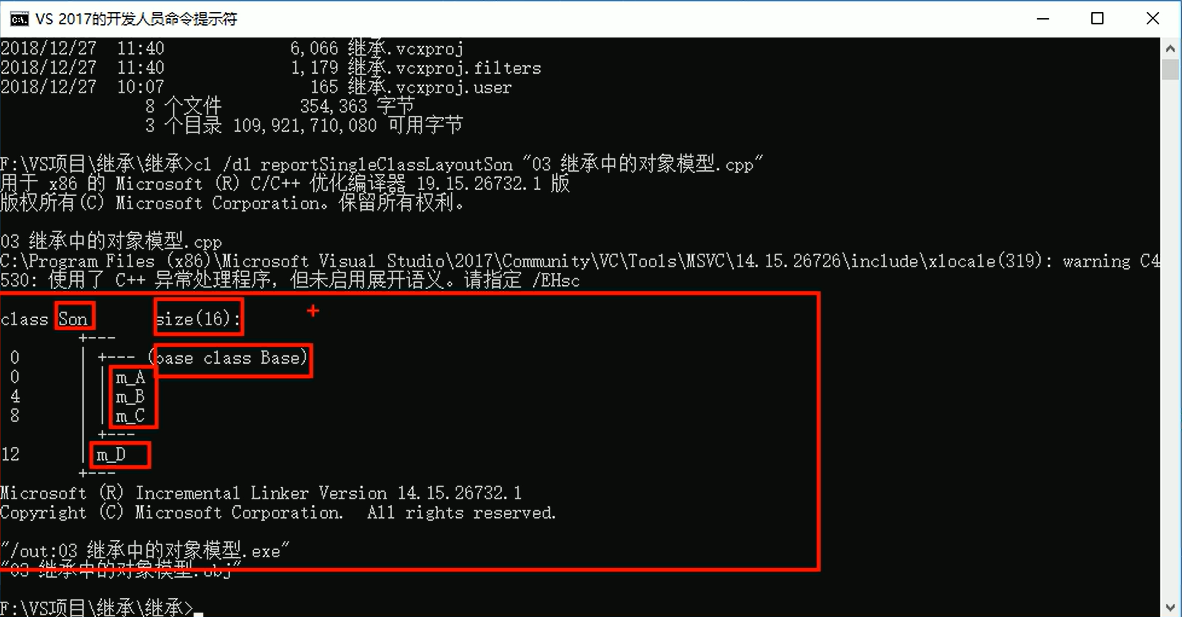 VS 2017的开发人员命令提示符
2018/12/27  11:40             6,066 继承.vcxproj
2018/12/27  11:40             1,179 继承.vcxproj.filters
2018/12/27  10:07               165 继承.vcxproj.user
8 个文件        354,363 字节
3 个目录 109,921,710,080 可用字节
F:\VS项目\继承\继承>cl /d1 reportSingleClassLayoutSon "03 继承中的对象模型.cpp"
用于 x86 的 Microsoft (R) C/C++ 优化编译器 19.15.26732.1 版
版权所有(C) Microsoft Corporation。保留所有权利。
03 继承中的对象模型.cpp
C:\Program Files (x86)\Microsoft Visual Studio\2017\Community\VC\Tools\MSVC\14.15.26726\include\xlocale(319): warning C4
530: 使用了 C++ 异常处理程序，但未启用展开语义。请指定 /EHsc
class Son       size(16):
+---
0      | +--- (base class Base)
0      | | m_A
4      | | m_B
8      | | m_C
| +---
12      | m_D
+---
Microsoft (R) Incremental Linker Version 14.15.26732.1
Copyright (C) Microsoft Corporation.  All rights reserved.
"/out:03 继承中的对象模型.exe"
"03 继承中的对象模型.obj"
F:\VS项目\继承\继承>_